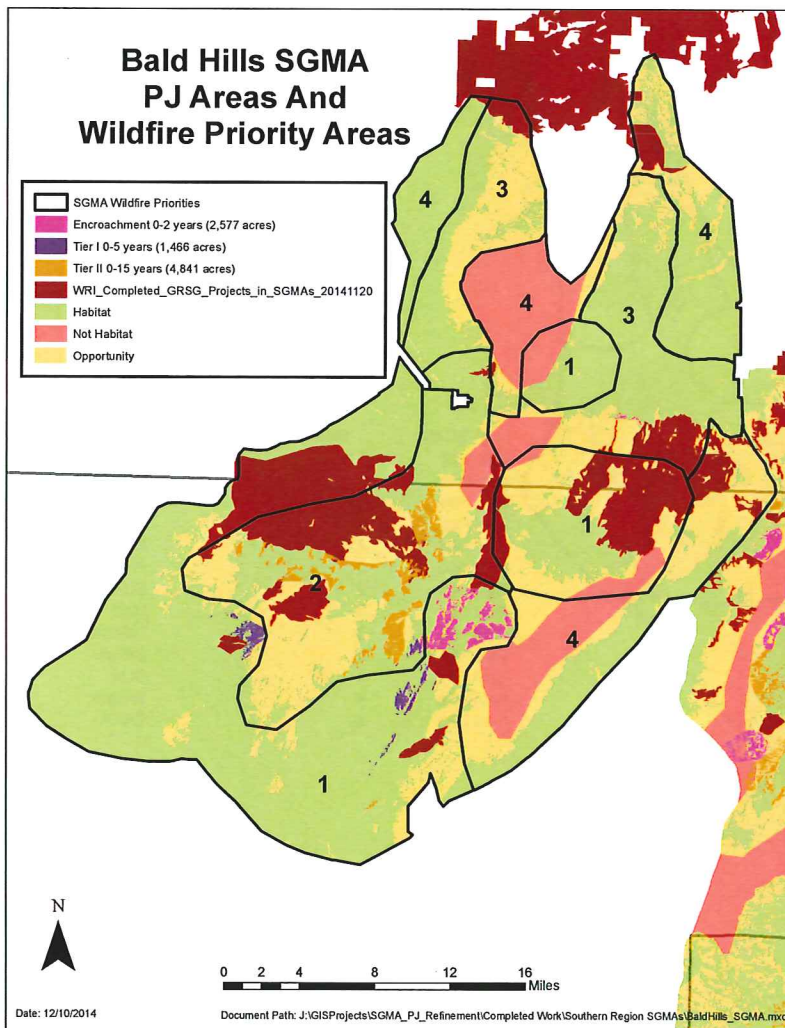 Bald Hills SGMA
PJ Areas And
Wildfire Priority Areas
SGMA Wildfire Priorities
Encroachment 0-2 years (2,577 acres)
Tier I 0-5 years (1,466 acres)
Tier II 0-15 years (4,841 acres)
WRI_Completed_GRSG_Projects_in_SGMAs_20141120
Habitat
Not Habitat
Opportunity
4
3
4
4
3
1
1
2
4
1
N
0 2 4 8 12 16
Miles
Date: 12/10/2014
Document Path: J:\GISProjects\SGMA_PJ_Refinement\Completed Work\Southern Region SGMAs\BaldHills_SGMA.mxd